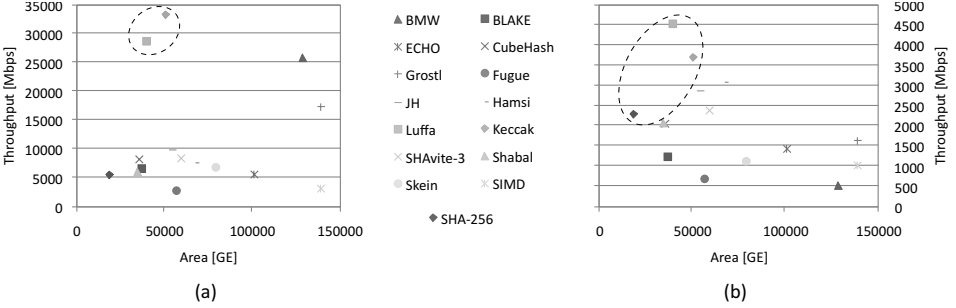 Throughput [Mbps]
35000
30000
25000
20000
15000
10000
5000
0
0 50000 100000 150000
Area [GE]
(a)
BMW BLAKE
ECHO CubeHash
Grostl Fugue
JH Hamsi
Luffa Keccak
SHAvite-3 Shabal
Skein SIMD
SHA-256
5000
4500
4000
3500
3000
2500
2000
1500
1000
500
0
Throughput [Mbps]
0 50000 100000 150000
Area [GE]
(b)